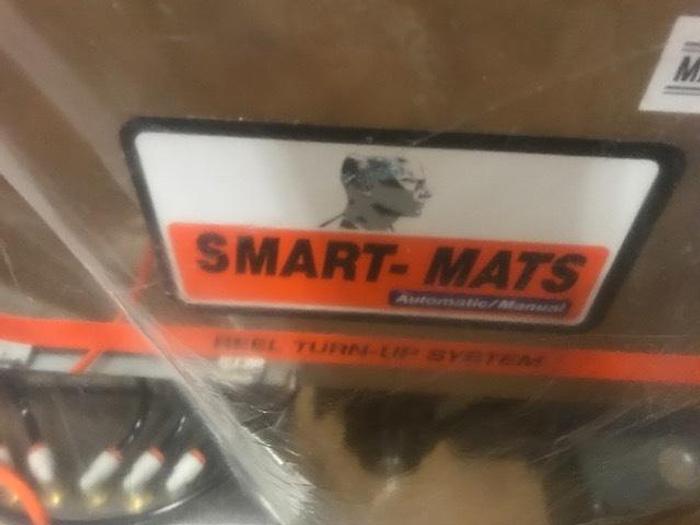 SMART- MATS
Automatic/Manual
REEL TURN-UP SYSTEM